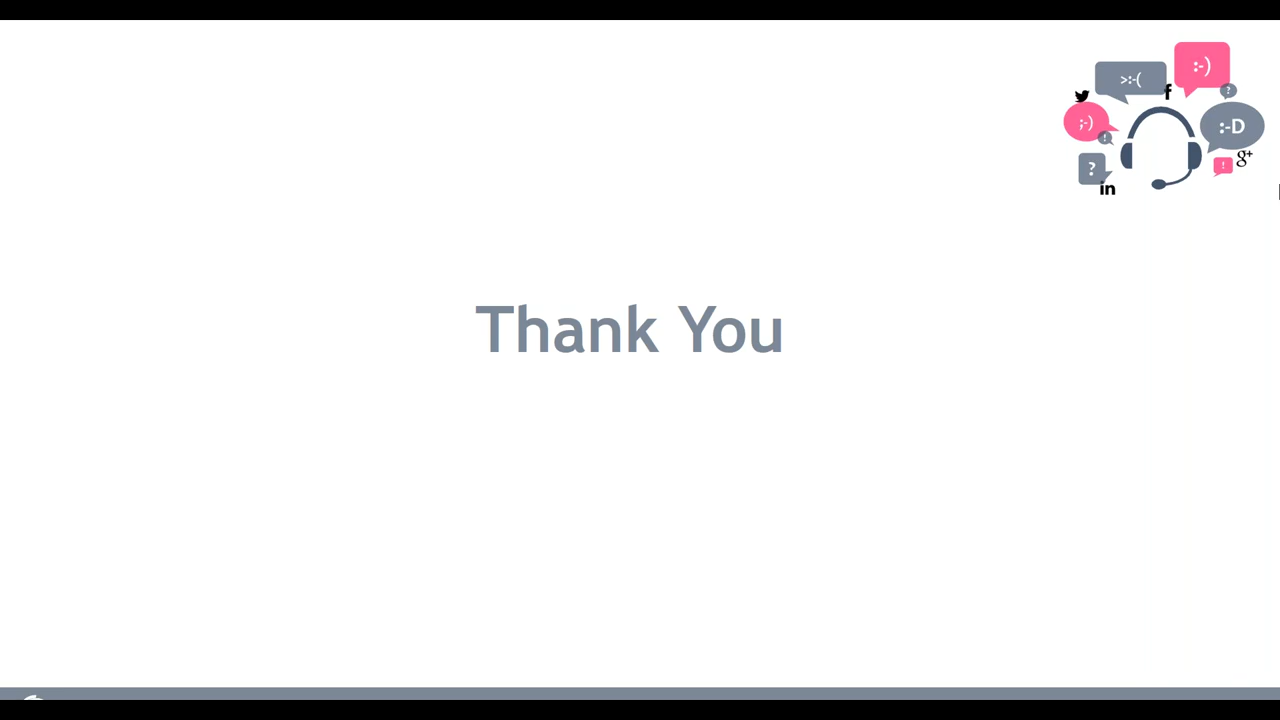 :-)
>:-(
f
?
;-)
:-D
!
g+
?
!
in
Thank You